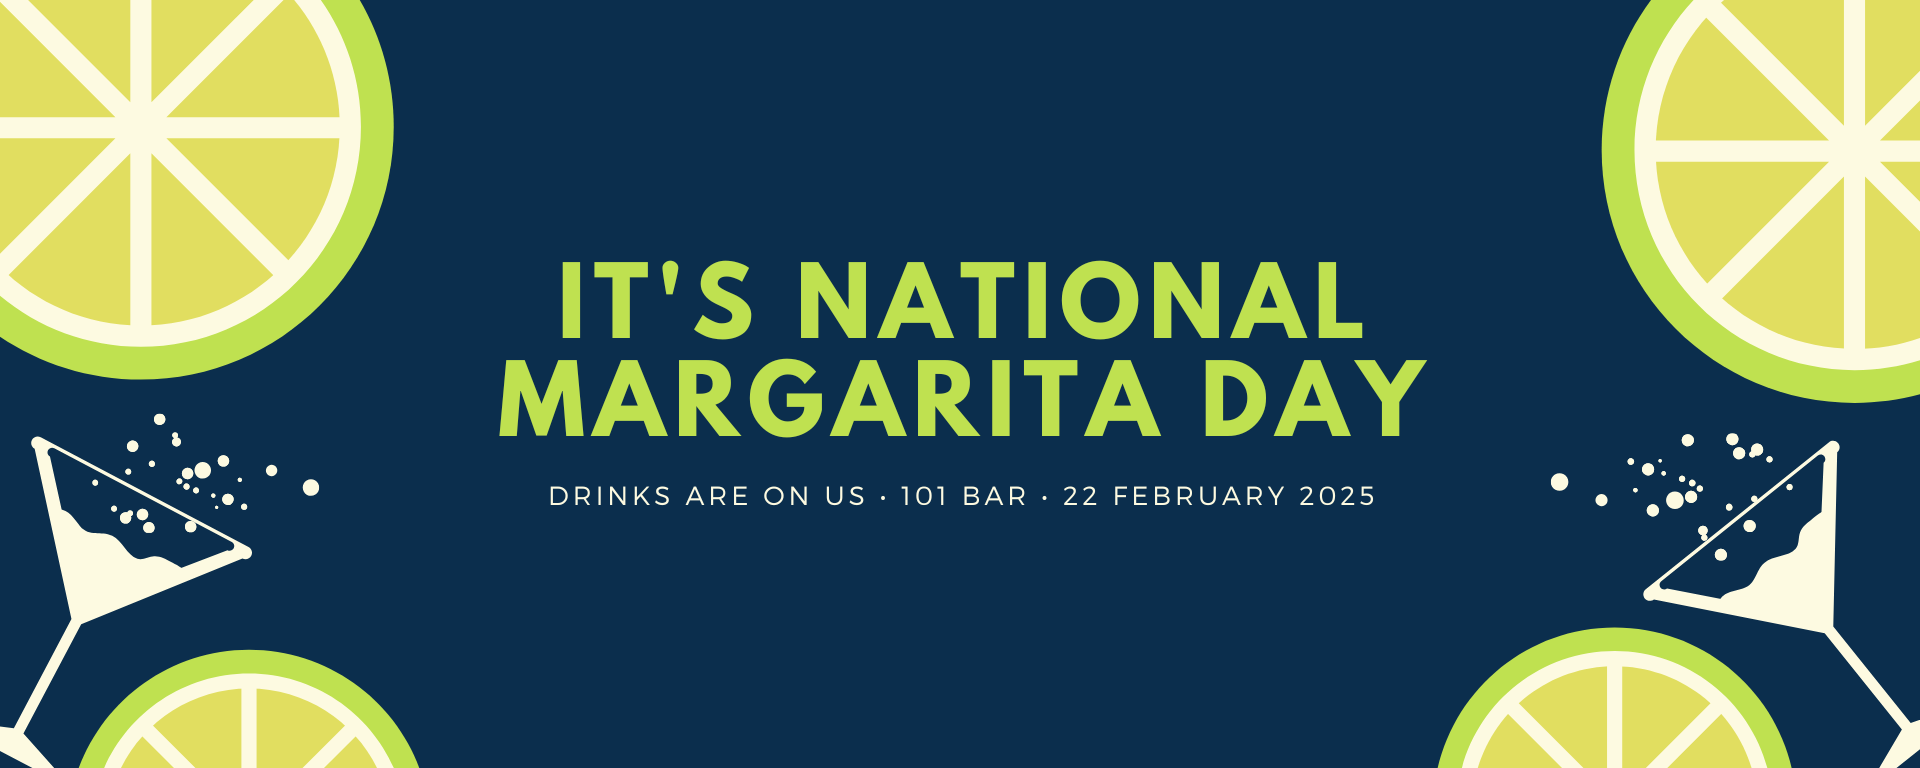 IT'S NATIONAL
MARGARITA DAY
DRINKS ARE ON US • 101 BAR • 22 FEBRUARY 2025